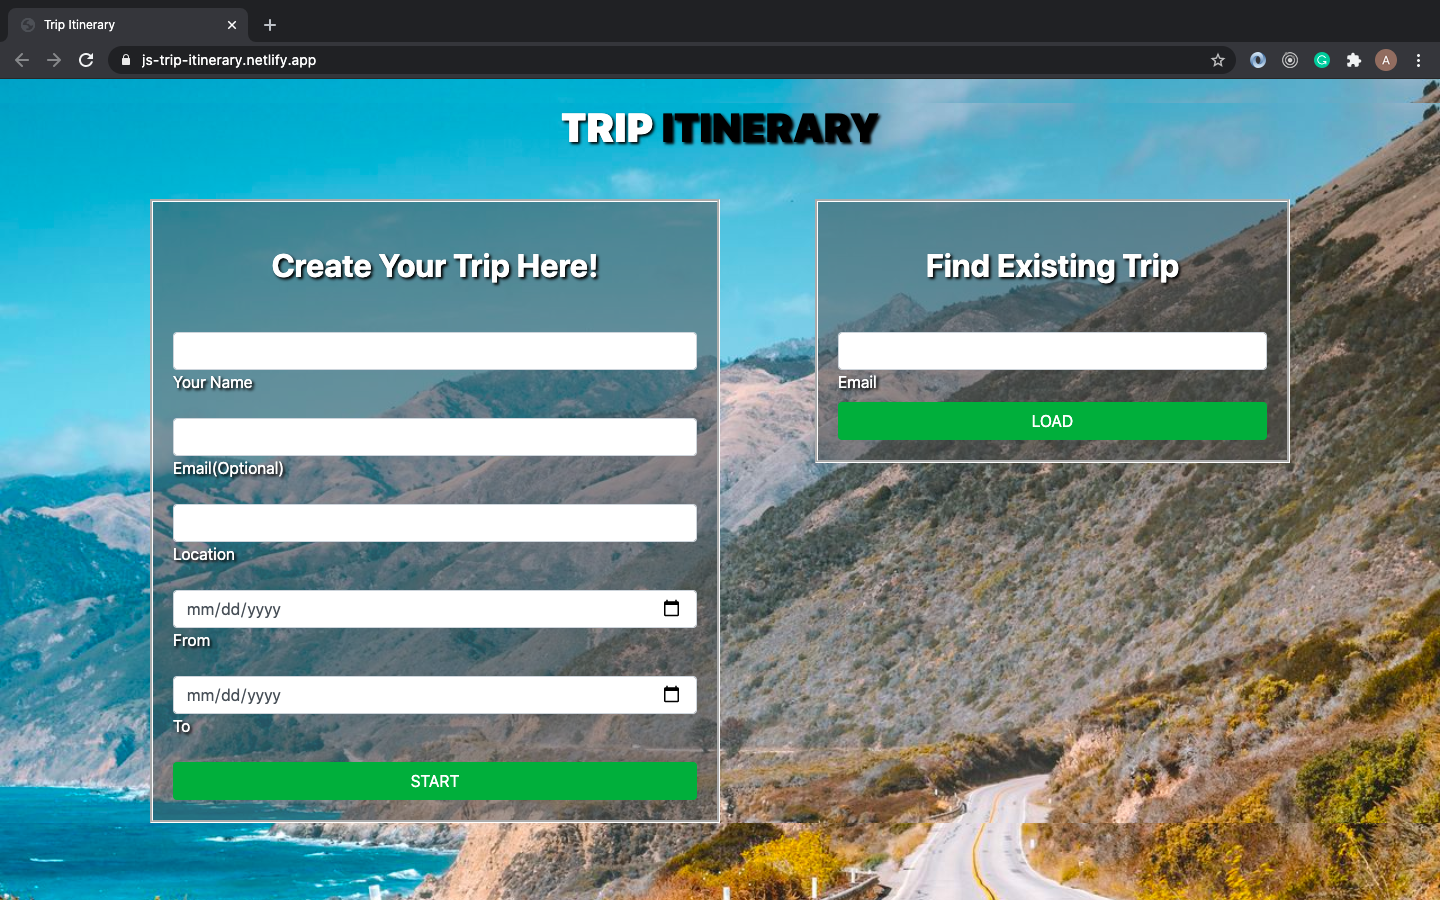 Trip Itinerary
js-trip-itinerary.netlify.app
A
TRIP ITINERARY
Create Your Trip Here!
Your Name
Email(Optional)
Location
mm/dd/yyyy
From
mm/dd/yyyy
To
START
Find Existing Trip
Email
LOAD